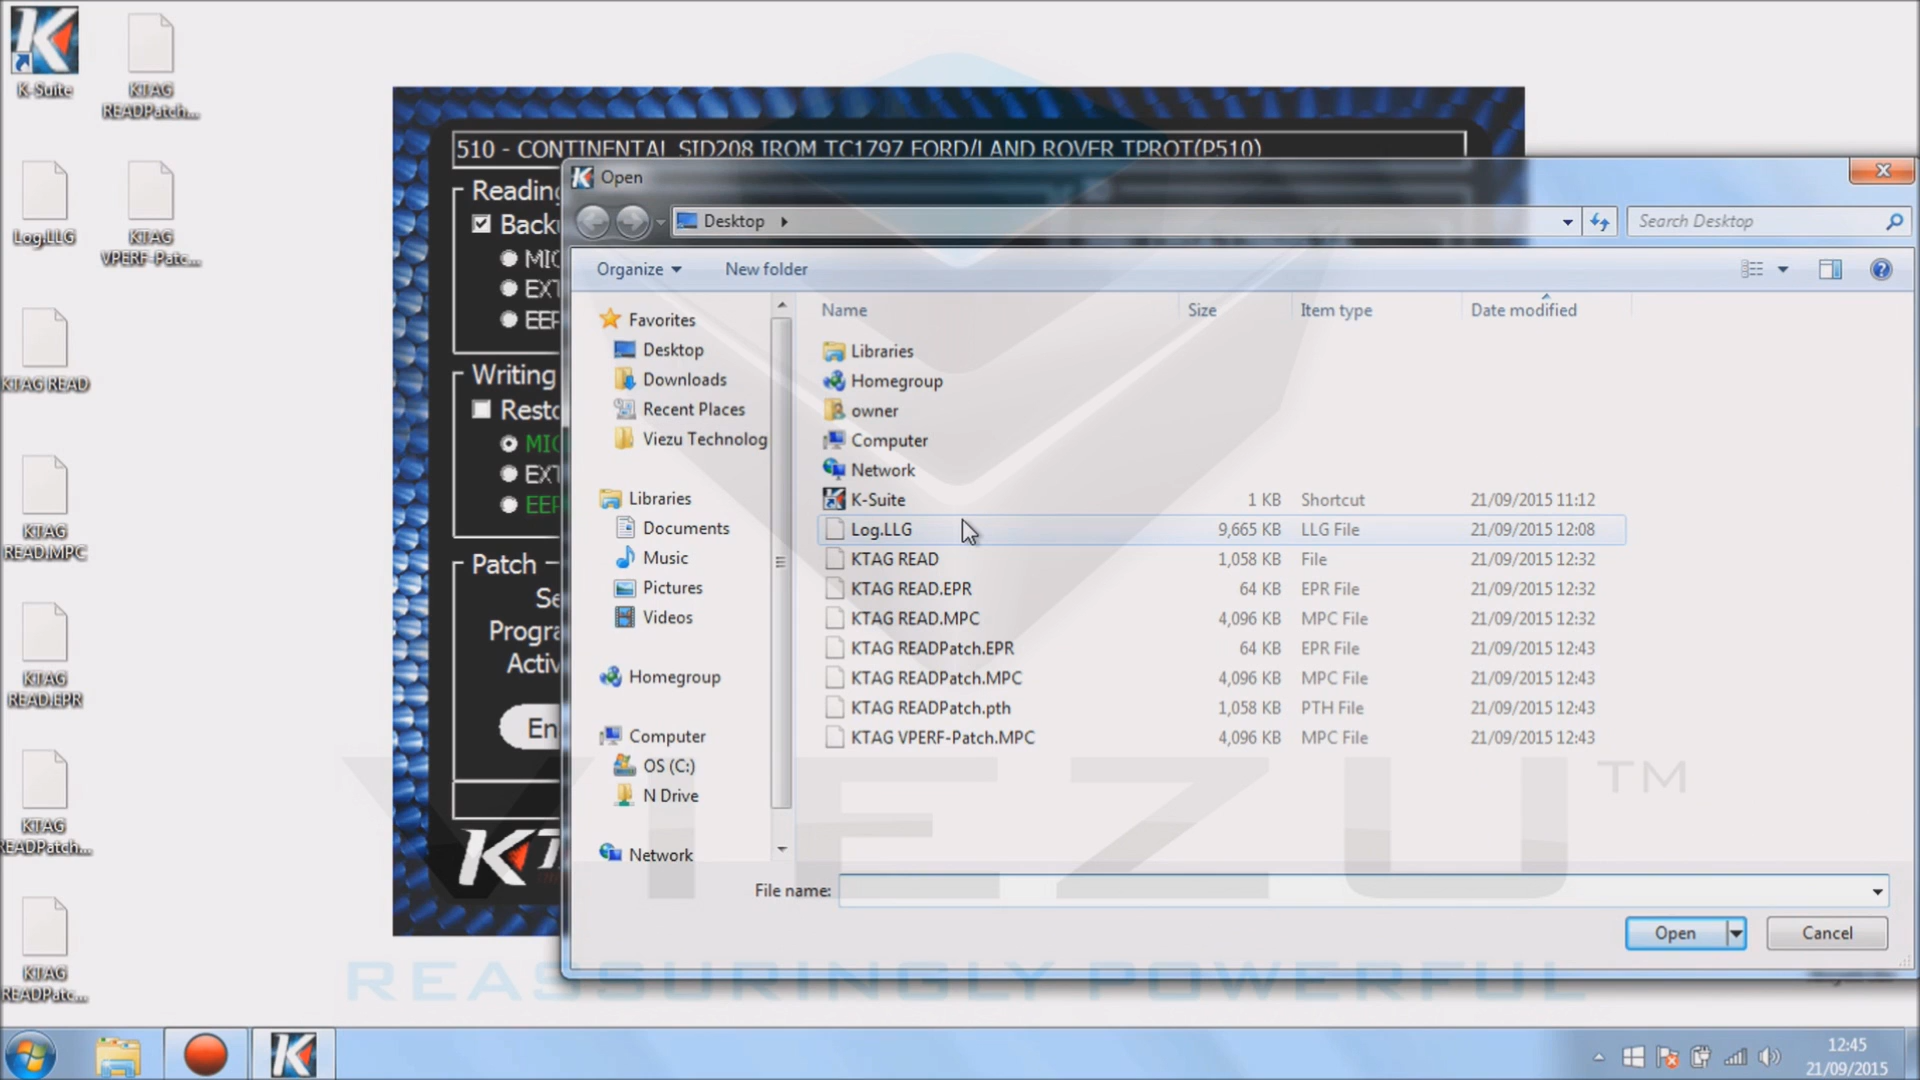 K-Suite
KTAG
READPatch...
Log.LLG
KTAG
VPERF-Patc...
KTAG READ
KTAG
READ.MPC
KTAG
READ.EPR
KTAG
READPatch...
KTAG
READPatc...
510 - CONTINENTAL SID208 IROM TC1797 FORD/LAND ROVER TPROT(P510)
Reading
Backu
MIC
EXT
EEP
Writing
Resto
MIC
EXT
EEP
Patch
Se
Progra
Activ
En
KT
Open
Desktop
Search Desktop
Organize
New folder
Favorites
Desktop
Downloads
Recent Places
Viezu Technolog
Libraries
Documents
Music
Pictures
Videos
Homegroup
Computer
OS (C:)
N Drive
Network
Name Size Item type Date modified
Libraries
Homegroup
owner
Computer
Network
K-Suite 1 KB Shortcut 21/09/2015 11:12
Log.LLG 9,665 KB LLG File 21/09/2015 12:08
KTAG READ 1,058 KB File 21/09/2015 12:32
KTAG READ.EPR 64 KB EPR File 21/09/2015 12:32
KTAG READ.MPC 4,096 KB MPC File 21/09/2015 12:32
KTAG READPatch.EPR 64 KB EPR File 21/09/2015 12:43
KTAG READPatch.MPC 4,096 KB MPC File 21/09/2015 12:43
KTAG READPatch.pth 1,058 KB PTH File 21/09/2015 12:43
KTAG VPERF-Patch.MPC 4,096 KB MPC File 21/09/2015 12:43
VIEZU™
File name:
Open
Cancel
REASSURINGLY POWERFUL
12:45
21/09/2015